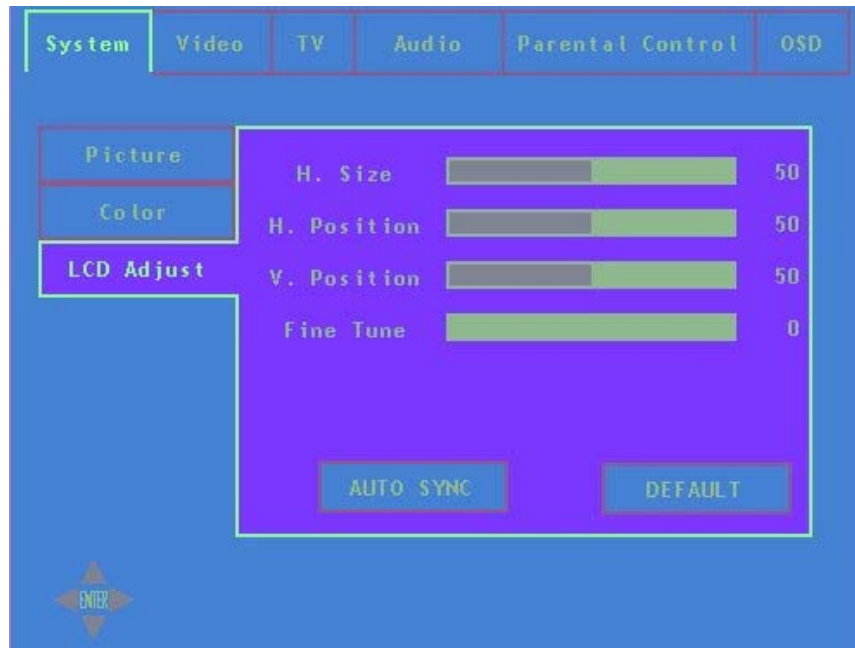 System Video TV Audio Parental Control OSD
Picture
Color
LCD Adjust
H. Size 50
H. Position 50
V. Position 50
Fine Tune 0
AUTO SYNC DEFAULT
ENTER